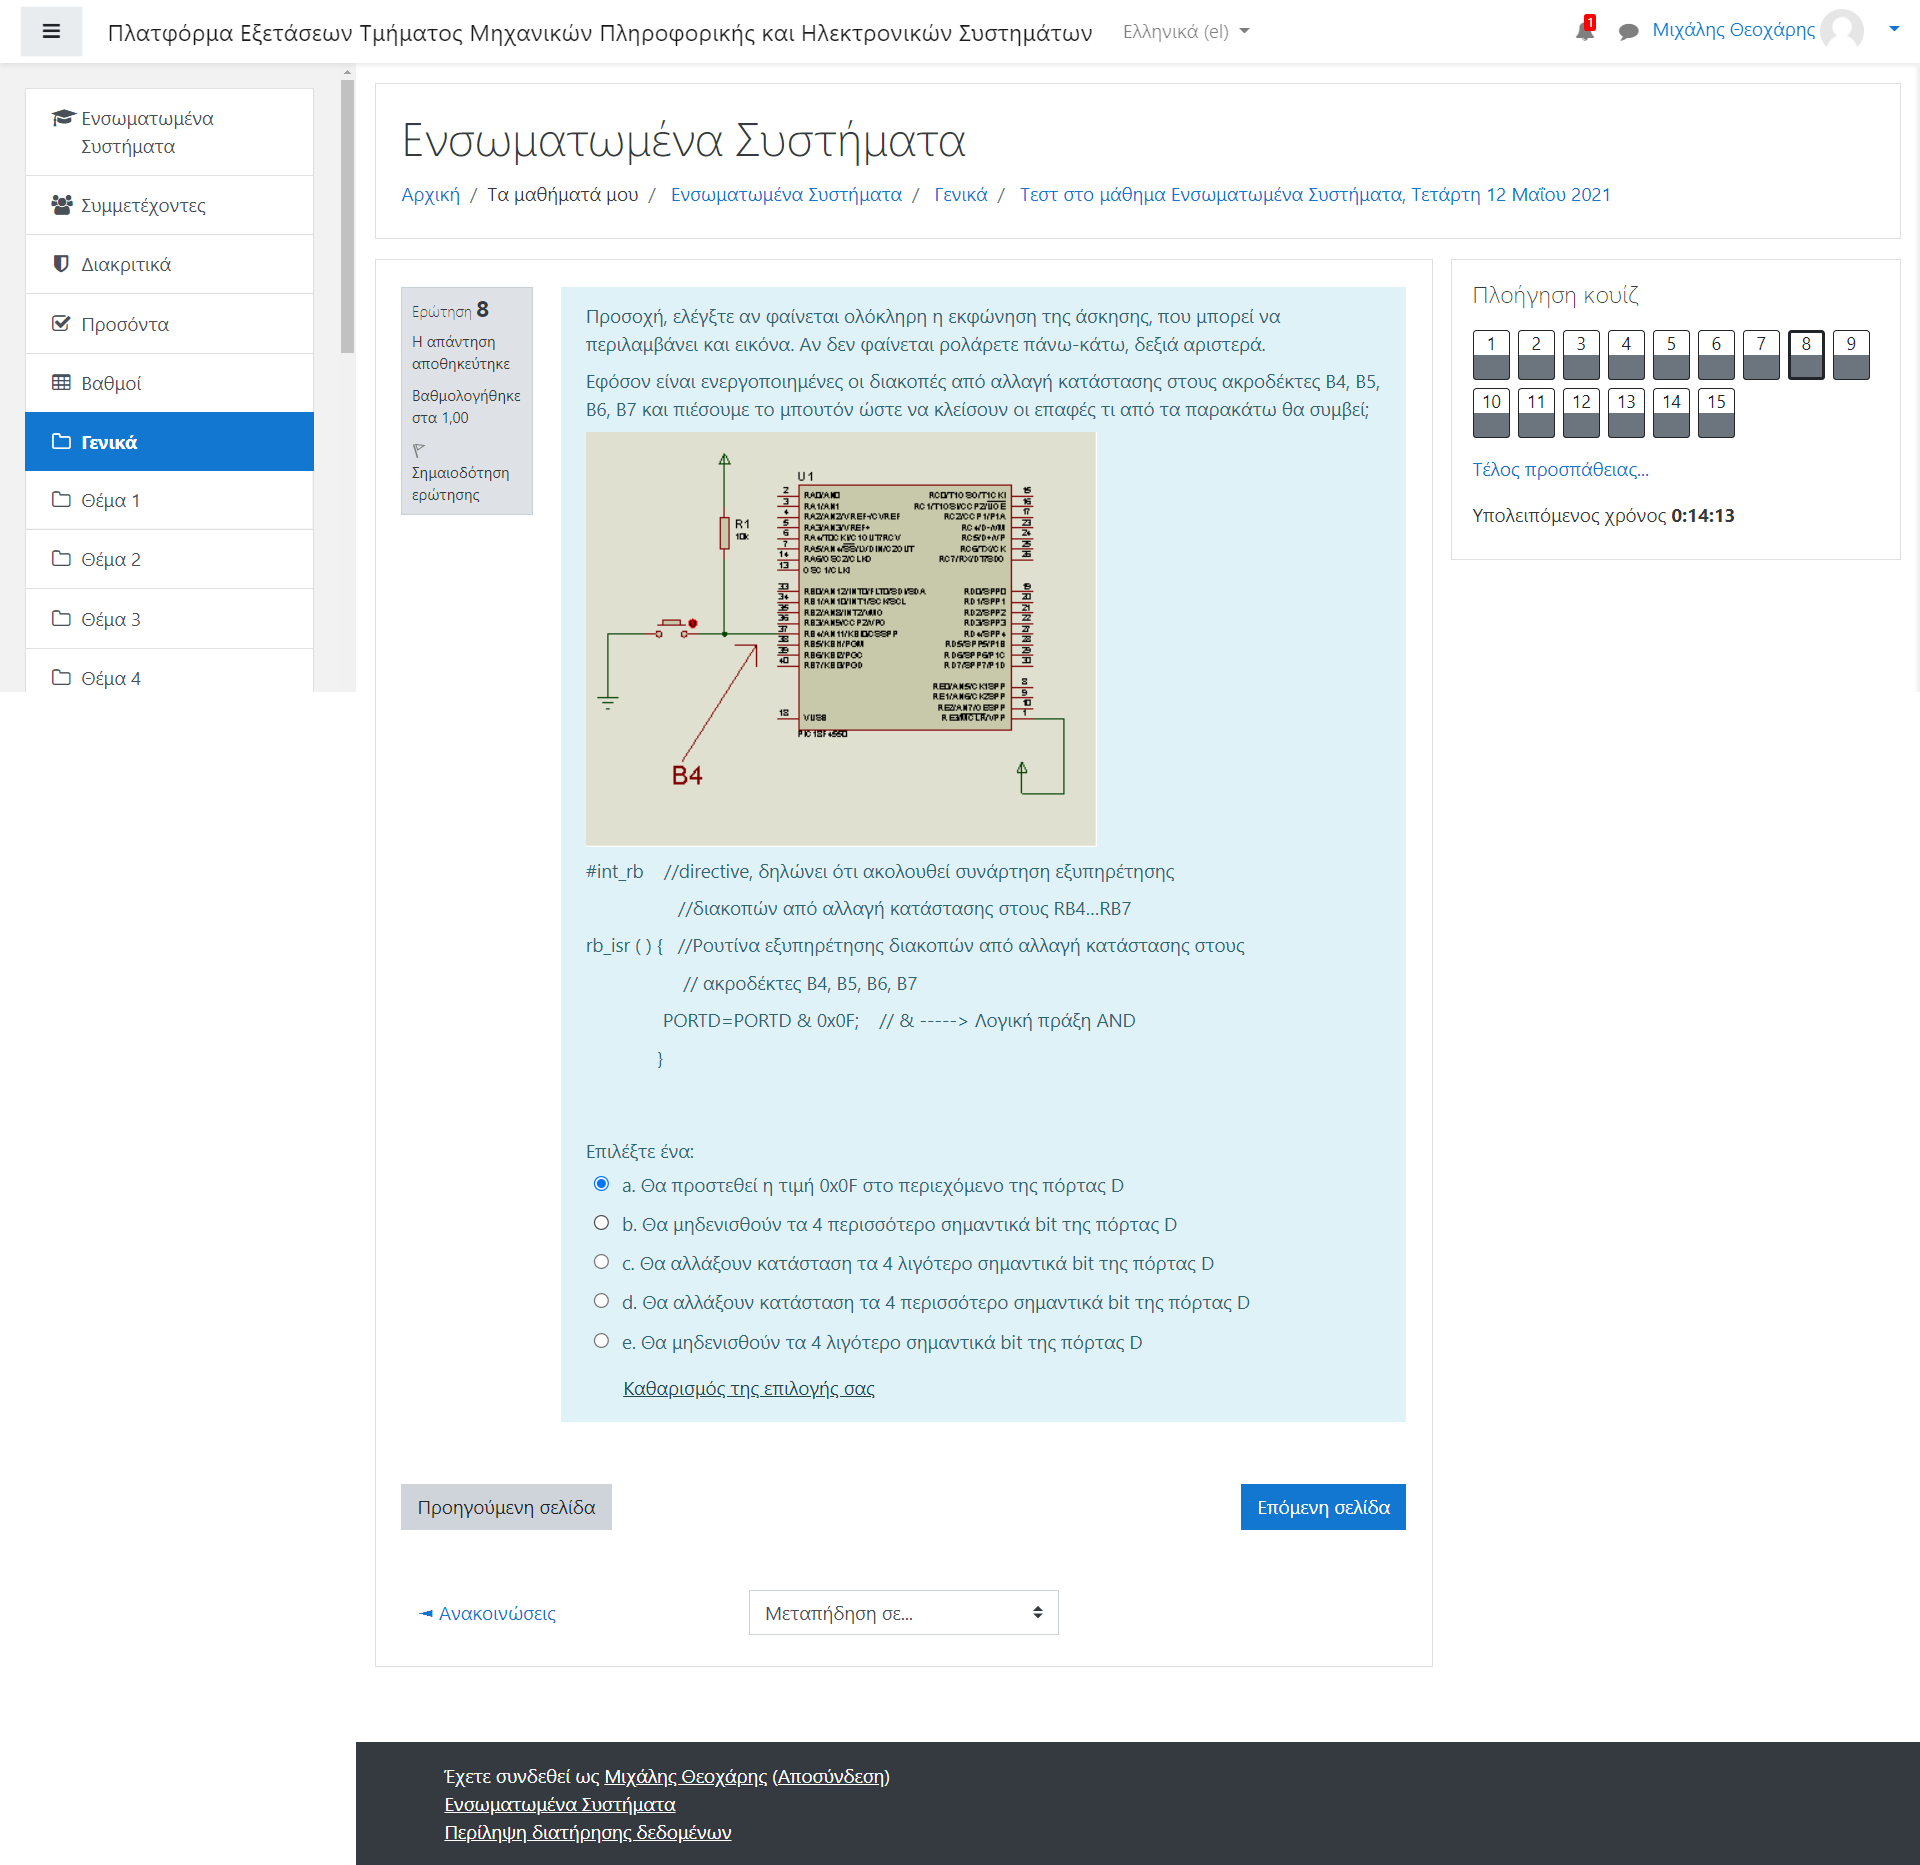 Πλατφόρμα Εξετάσεων Τμήματος Μηχανικών Πληροφορικής και Ηλεκτρονικών Συστημάτων
Ελληνικά (el)
1
Μιχάλης Θεοχάρης
Ενσωματωμένα
Συστήματα
Συμμετέχοντες
Διακριτικά
Προσόντα
Βαθμοί
Γενικά
Θέμα 1
Θέμα 2
Θέμα 3
Θέμα 4
Ενσωματωμένα Συστήματα
Αρχική / Τα μαθήματά μου / Ενσωματωμένα Συστήματα / Γενικά / Τεστ στο μάθημα Ενσωματωμένα Συστήματα, Τετάρτη 12 Μαΐου 2021
Ερώτηση 8
Η απάντηση
αποθηκεύτηκε
Βαθμολογήθηκε
στα 1,00
Σημαιοδότηση
ερώτησης
Προσοχή, ελέγξτε αν φαίνεται ολόκληρη η εκφώνηση της άσκησης, που μπορεί να
περιλαμβάνει και εικόνα. Αν δεν φαίνεται ρολάρετε πάνω-κάτω, δεξιά αριστερά.
Εφόσον είναι ενεργοποιημένες οι διακοπές από αλλαγή κατάστασης στους ακροδέκτες B4, B5,
B6, B7 και πιέσουμε το μπουτόν ώστε να κλείσουν οι επαφές τι από τα παρακάτω θα συμβεί;
U1
R1
10k
B4
PIC18F4550
#int_rb //directive, δηλώνει ότι ακολουθεί συνάρτηση εξυπηρέτησης
//διακοπών από αλλαγή κατάστασης στους RB4...RB7
rb_isr ( ) { //Ρουτίνα εξυπηρέτησης διακοπών από αλλαγή κατάστασης στους
// ακροδέκτες B4, B5, B6, B7
PORTD=PORTD & 0x0F; // & -----> Λογική πράξη AND
}
Επιλέξτε ένα:
a. Θα προστεθεί η τιμή 0x0F στο περιεχόμενο της πόρτας D
b. Θα μηδενισθούν τα 4 περισσότερο σημαντικά bit της πόρτας D
c. Θα αλλάξουν κατάσταση τα 4 λιγότερο σημαντικά bit της πόρτας D
d. Θα αλλάξουν κατάσταση τα 4 περισσότερο σημαντικά bit της πόρτας D
e. Θα μηδενισθούν τα 4 λιγότερο σημαντικά bit της πόρτας D
Καθαρισμός της επιλογής σας
Προηγούμενη σελίδα
Επόμενη σελίδα
◄ Ανακοινώσεις
Μεταπήδηση σε...
Πλοήγηση κουίζ
1 2 3 4 5 6 7 8 9
10 11 12 13 14 15
Τέλος προσπάθειας...
Υπολειπόμενος χρόνος 0:14:13
Έχετε συνδεθεί ως Μιχάλης Θεοχάρης (Αποσύνδεση)
Ενσωματωμένα Συστήματα
Περίληψη διατήρησης δεδομένων